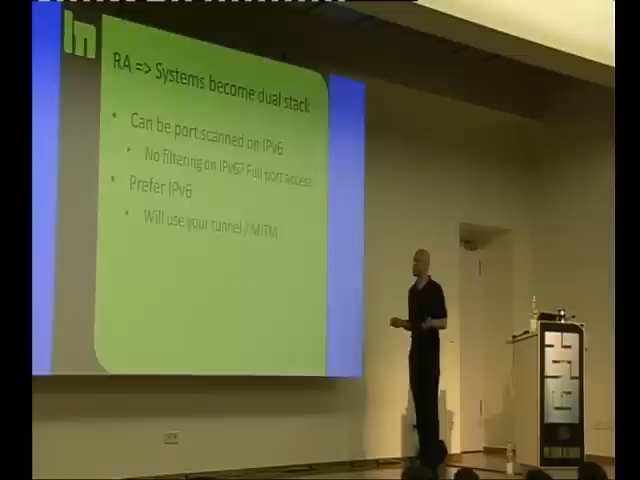 RA => Systems become dual stack
• Can be port scanned on IPv6
• No filtering on IPv6? Full port access
• Prefer IPv6
• Will use your tunnel / MITM